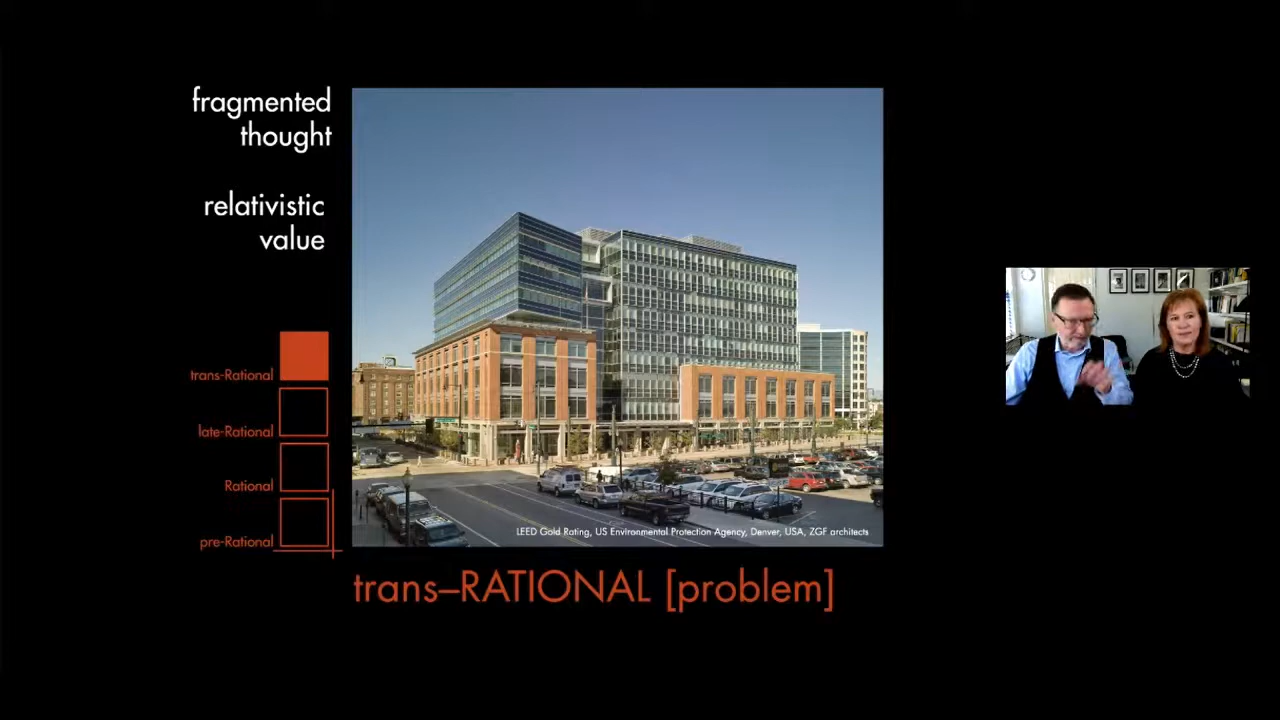 fragmented
thought
relativistic
value
trans-Rational
late-Rational
Rational
pre-Rational
LEED Gold Rating, US Environmental Protection Agency, Denver, USA, ZGF architects
trans–RATIONAL [problem]